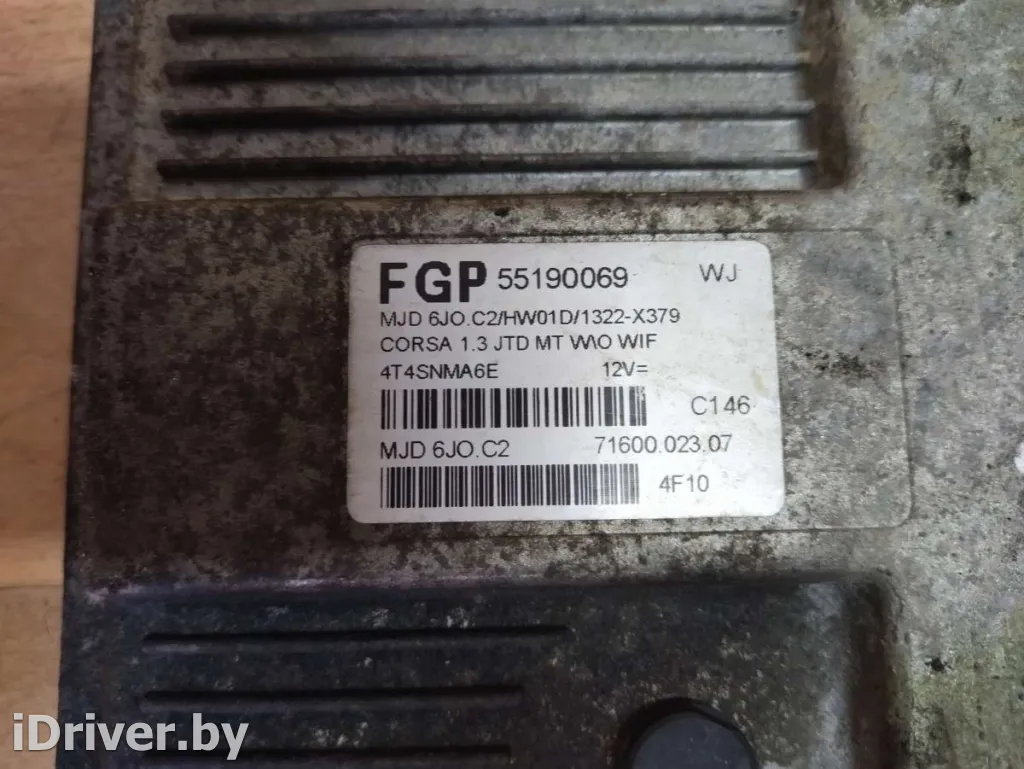 FGP 55190069 WJ
MJD 6JO.C2/HW01D/1322-X379
CORSA 1.3 JTD MT W\O WIF
4T4SNMA6E 12V=
C146
MJD 6JO.C2 71600.023.07
4F10
iDriver.by